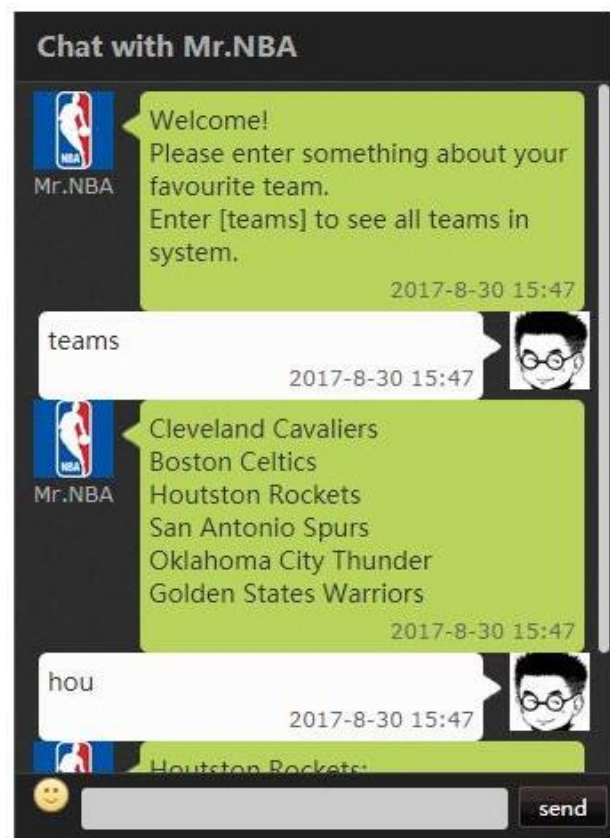 Chat with Mr.NBA
NBA
Mr.NBA
Welcome!
Please enter something about your
favourite team.
Enter [teams] to see all teams in
system.
2017-8-30 15:47
teams
2017-8-30 15:47
NBA
Mr.NBA
Cleveland Cavaliers
Boston Celtics
Houtston Rockets
San Antonio Spurs
Oklahoma City Thunder
Golden States Warriors
2017-8-30 15:47
hou
2017-8-30 15:47
Houtston Rockets:
send